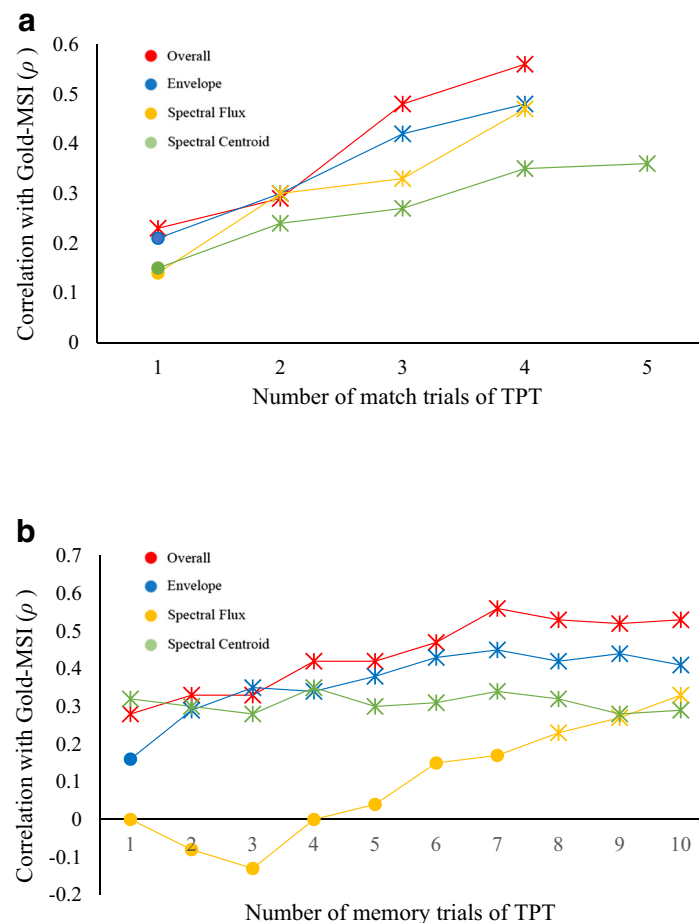 a
0.6
0.5
0.4
0.3
0.2
0.1
0
Correlation with Gold-MSI (ρ)
Overall
Envelope
Spectral Flux
Spectral Centroid
1 2 3 4 5
Number of match trials of TPT
b
0.7
0.6
0.5
0.4
0.3
0.2
0.1
0
-0.1
-0.2
Correlation with Gold-MSI (ρ)
Overall
Envelope
Spectral Flux
Spectral Centroid
1 2 3 4 5 6 7 8 9 10
Number of memory trials of TPT